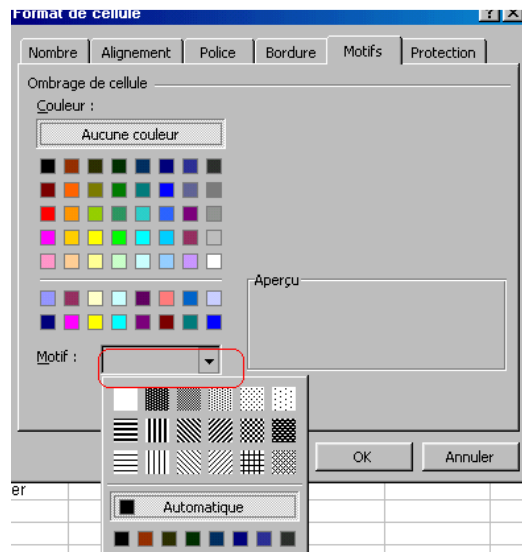 Format de cellule
Nombre Alignement Police Bordure Motifs Protection
Ombrage de cellule
Couleur :
Aucune couleur
Aperçu
Motif :
OK Annuler
er
Automatique